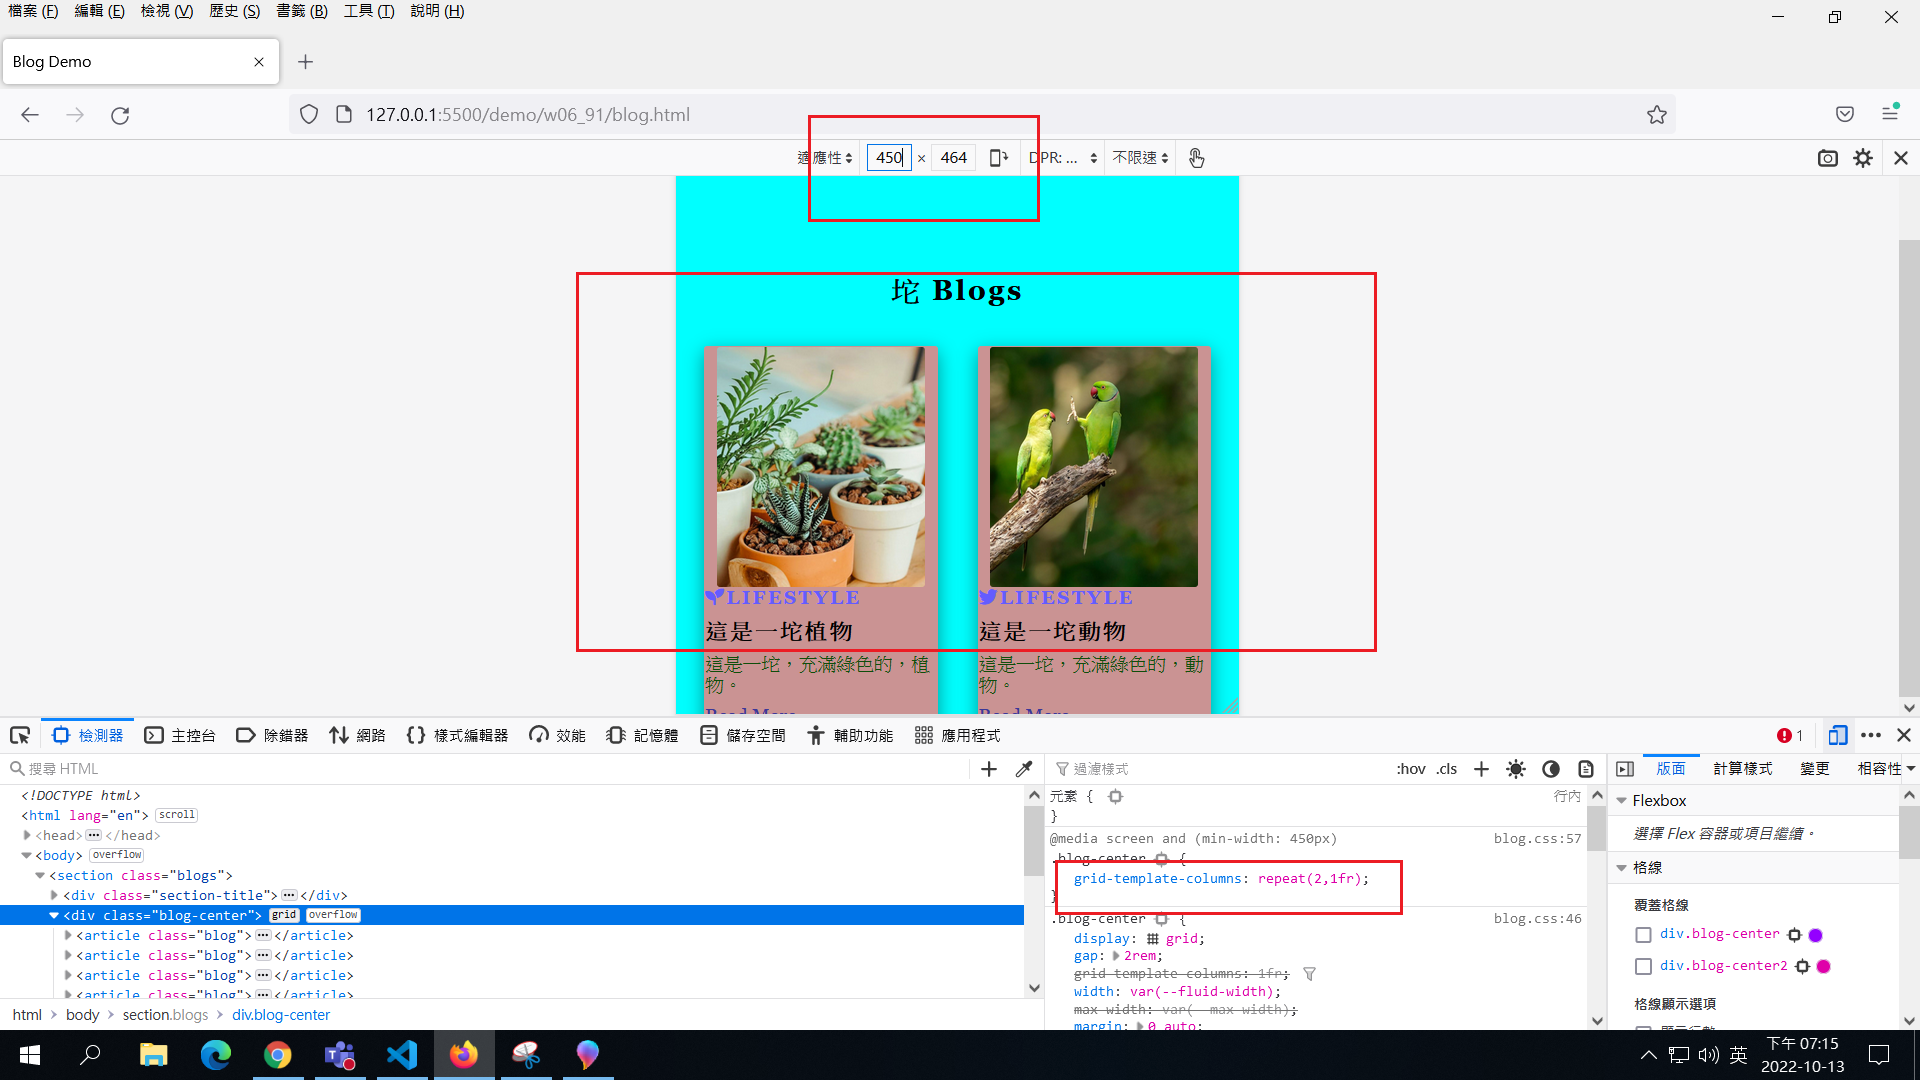 檔案 (F) 編輯 (E) 檢視 (V) 歷史 (S) 書籤 (B) 工具 (T) 說明 (H)
Blog Demo
127.0.0.1:5500/demo/w06_91/blog.html
適應性 450 × 464 DPR: ... 不限速
坨 Blogs
LIFESTYLE
這是一坨植物
這是一坨，充滿綠色的，植
物。
Read More
LIFESTYLE
這是一坨動物
這是一坨，充滿綠色的，動
物。
Read More
檢測器 主控台 除錯器 網路 樣式編輯器 效能 記憶體 儲存空間 輔助功能 應用程式 1
搜尋 HTML
<!DOCTYPE html>
<html lang="en"> scroll
<head> ··· </head>
<body> overflow
<section class="blogs">
<div class="section-title"> ··· </div>
<div class="blog-center"> grid overflow
<article class="blog"> ··· </article>
<article class="blog"> ··· </article>
<article class="blog"> ··· </article>
<article class="blog"> ··· </article>
html > body > section.blogs > div.blog-center
過濾樣式 :hov .cls
元素 { 行內
}
@media screen and (min-width: 450px) blog.css:57
.blog-center {
grid-template-columns: repeat(2,1fr);
}
.blog-center { blog.css:46
display: grid;
gap: 2rem;
grid-template-columns: 1fr;
width: var(--fluid-width);
max-width: var(--max-width);
margin: 0 auto;
版面 計算樣式 變更 相容性
Flexbox
選擇 Flex 容器或項目繼續。
格線
覆蓋格線
div.blog-center
div.blog-center2
格線顯示選項
顯示行數
英
下午 07:15
2022-10-13